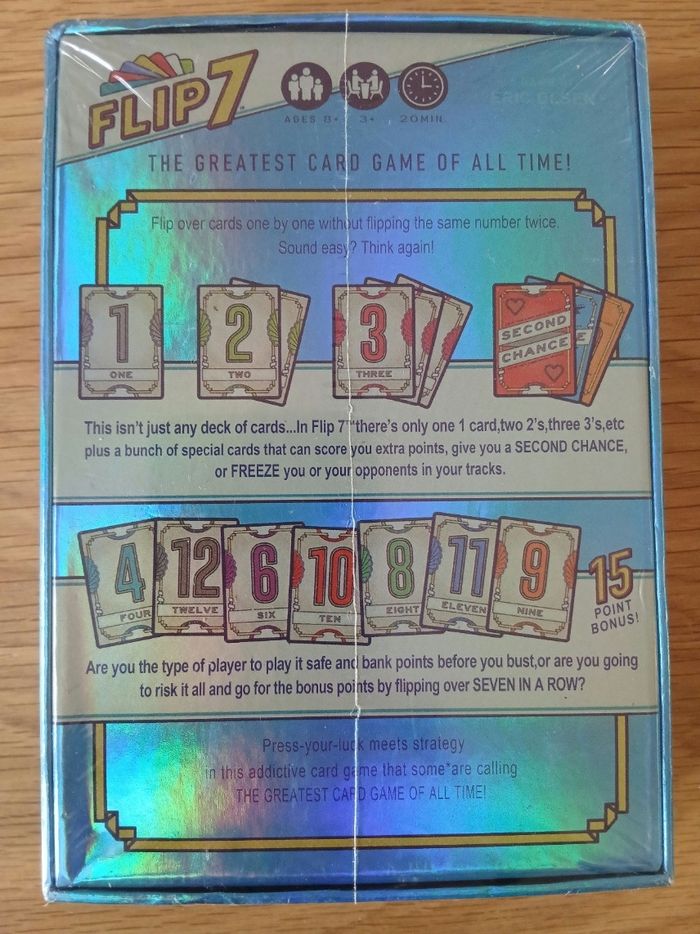 FLIP 7™
AGES 8+ 3+ 20MIN.
THE GREATEST CARD GAME OF ALL TIME!
Flip over cards one by one without flipping the same number twice.
Sound easy? Think again!
1 2 3 SECOND
CHANCE E
ONE TWO THREE
This isn't just any deck of cards...In Flip 7™there's only one 1 card,two 2's,three 3's,etc
plus a bunch of special cards that can score you extra points, give you a SECOND CHANCE,
or FREEZE you or your opponents in your tracks.
4 12 6 10 8 11 9 15
FOUR TWELVE SIX TEN EIGHT ELEVEN NINE POINT
BONUS!
Are you the type of player to play it safe and bank points before you bust,or are you going
to risk it all and go for the bonus points by flipping over SEVEN IN A ROW?
Press-your-luck meets strategy
in this addictive card game that some*are calling
THE GREATEST CARD GAME OF ALL TIME!